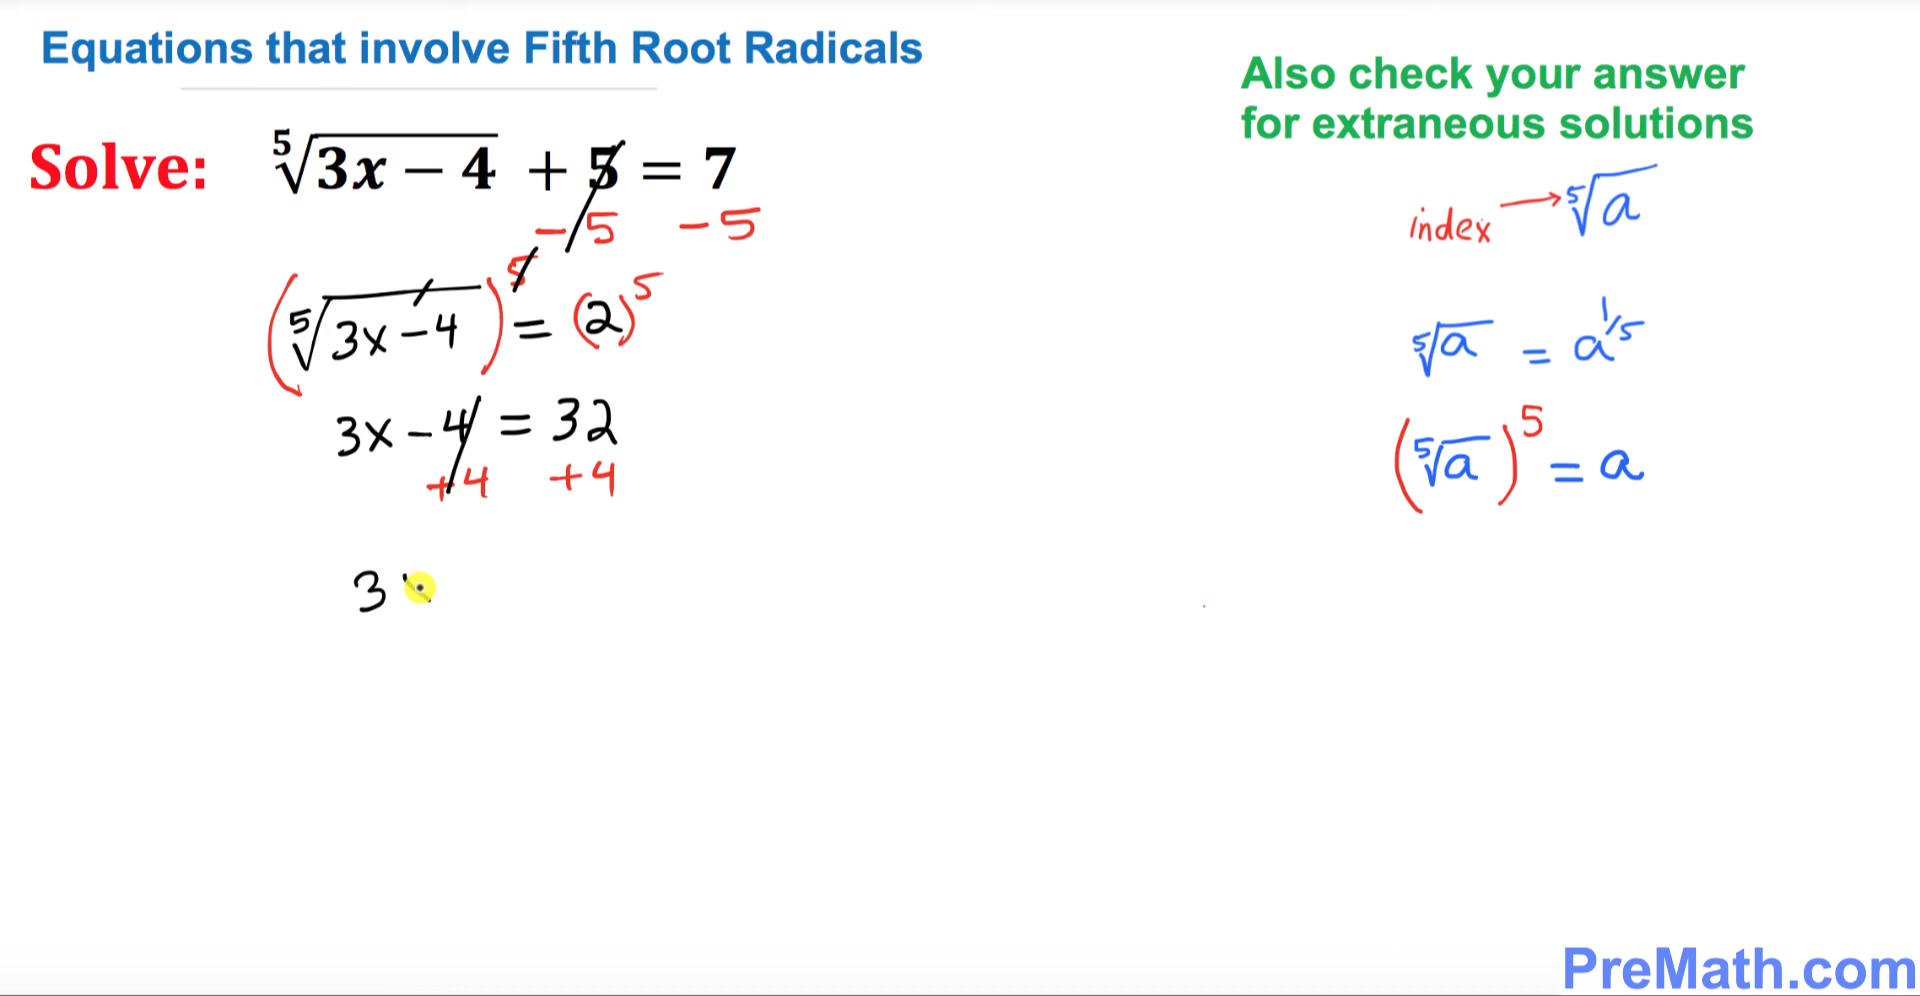 Equations that involve Fifth Root Radicals
Also check your answer
for extraneous solutions
Solve: ⁵√(3x − 4) + 5 = 7
−5 −5
(⁵√(3x−4))⁵ = (2)⁵
3x − 4 = 32
+4 +4
3
index → ⁵√a
⁵√a = a^1/5
(⁵√a)⁵ = a
PreMath.com